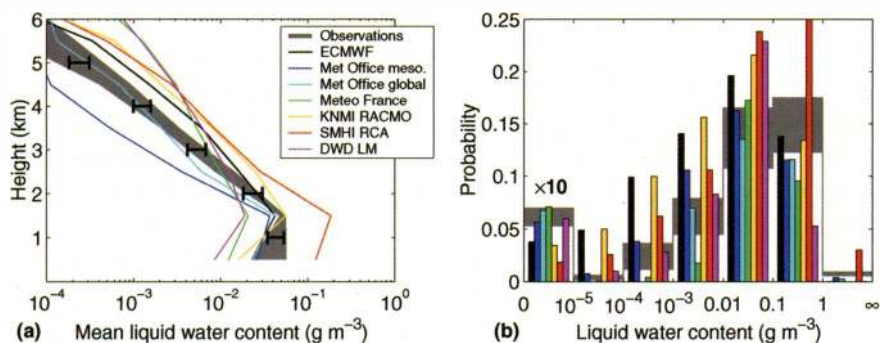 6
5
4
3
2
1
Height (km)
10⁻⁴
10⁻³
10⁻²
10⁻¹
10⁰
(a)
Mean liquid water content (g m⁻³)
Observations
ECMWF
Met Office meso.
Met Office global
Meteo France
KNMI RACMO
SMHI RCA
DWD LM
0.25
0.2
0.15
0.1
0.05
0
Probability
×10
0
10⁻⁵
10⁻⁴
10⁻³
0.01
0.1
1
∞
(b)
Liquid water content (g m⁻³)